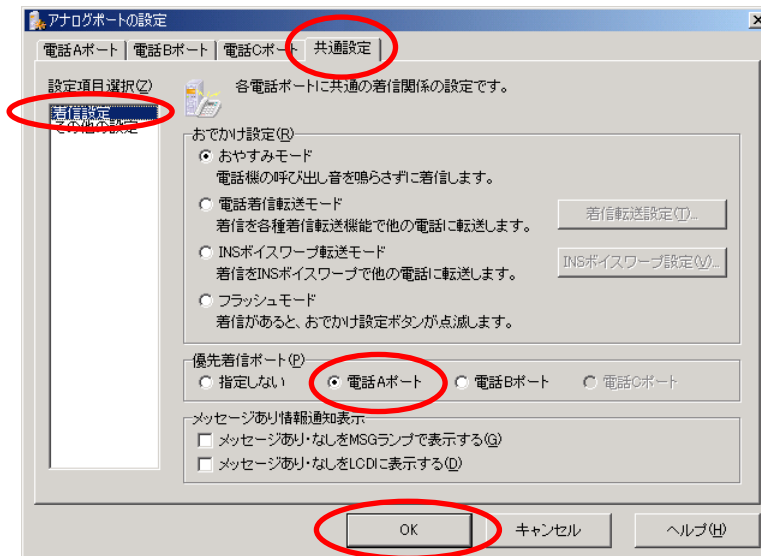 アナログポートの設定
電話Aポート 電話Bポート 電話Cポート 共通設定
設定項目選択(Z)
着信設定
その他の設定
各電話ポートに共通の着信関係の設定です。
おでかけ設定(R)
おやすみモード
電話機の呼び出し音を鳴らさずに着信します。
電話着信転送モード
着信を各種着信転送機能で他の電話に転送します。
着信転送設定(T)...
INSボイスワープ転送モード
着信をINSボイスワープで他の電話に転送します。
INSボイスワープ設定(V)...
フラッシュモード
着信があると、おでかけ設定ボタンが点滅します。
優先着信ポート(P)
指定しない 電話Aポート 電話Bポート 電話Cポート
メッセージあり情報通知表示
メッセージあり・なしをMSGランプで表示する(G)
メッセージあり・なしをLCDに表示する(D)
OK キャンセル ヘルプ(H)